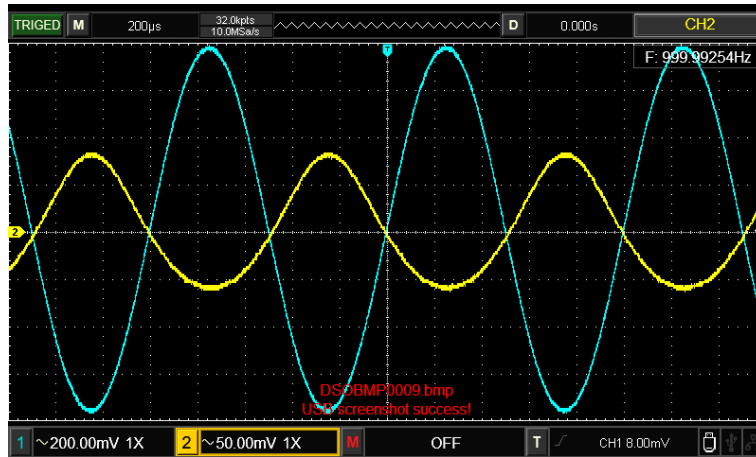 TRIGED M 200μs 32.0kpts 10.0MSa/s D 0.000s CH2
T
F: 999.99254Hz
2
DSOBMP0009.bmp
USB screenshot success!
1 ~200.00mV 1X 2 ~50.00mV 1X M OFF T CH1 8.00mV